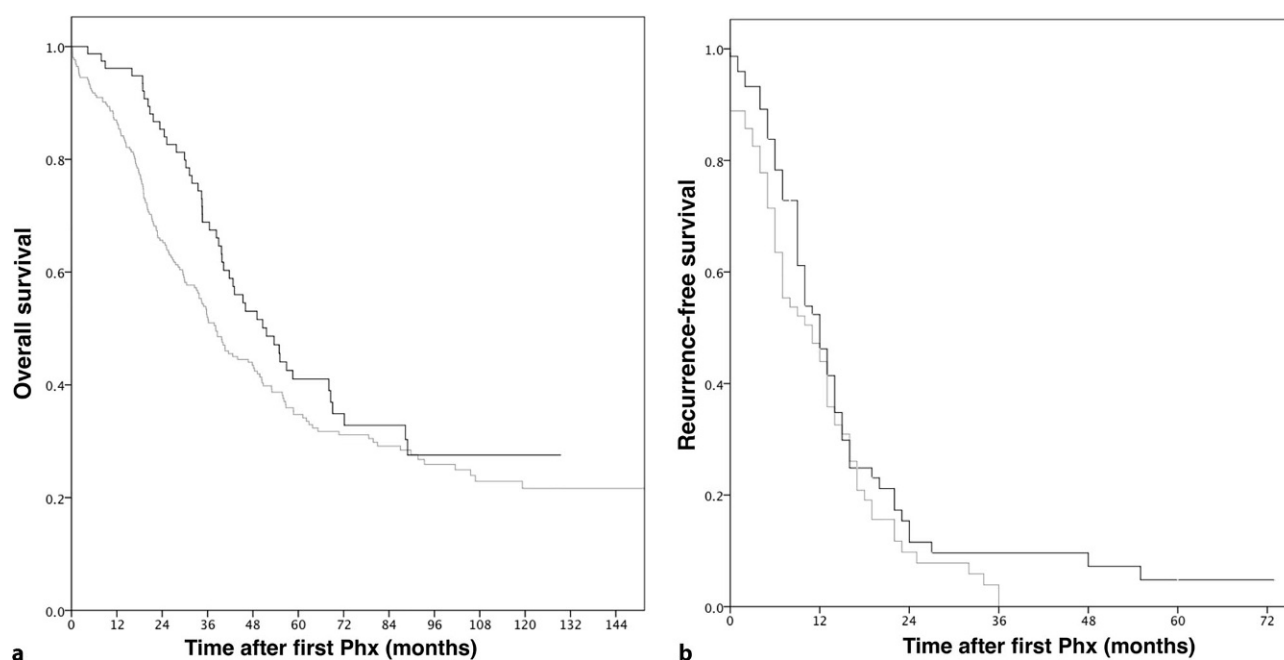 Overall survival
1.0
0.8
0.6
0.4
0.2
0.0
0 12 24 36 48 60 72 84 96 108 120 132 144
Time after first Phx (months)
a
Recurrence-free survival
1.0
0.8
0.6
0.4
0.2
0.0
0 12 24 36 48 60 72
Time after first Phx (months)
b